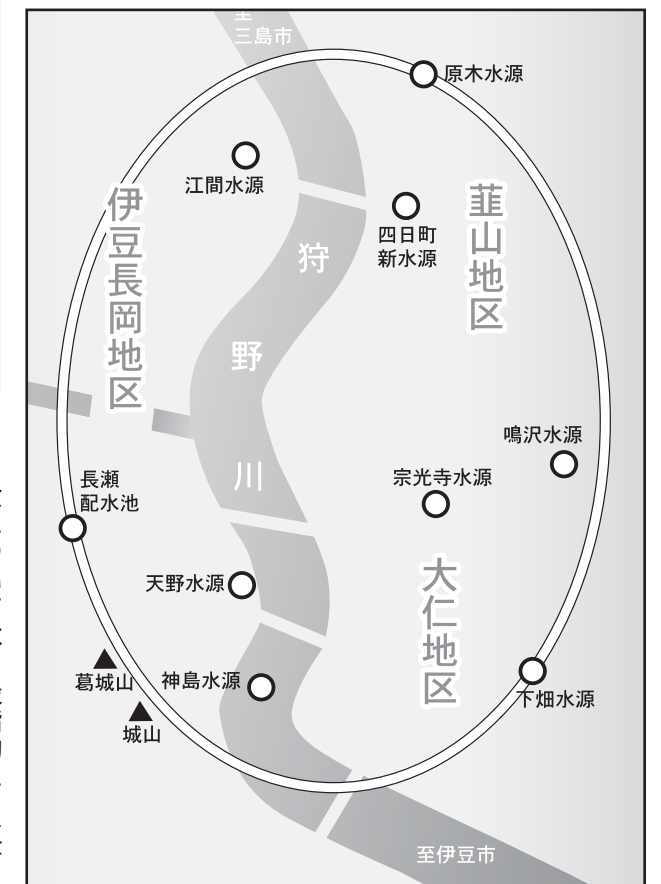 至
三島市
原木水源
江間水源
四日町
新水源
韮山地区
伊豆長岡地区
狩野川
鳴沢水源
宗光寺水源
長瀬
配水池
天野水源
大仁地区
葛城山
神島水源
下畑水源
城山
至伊豆市